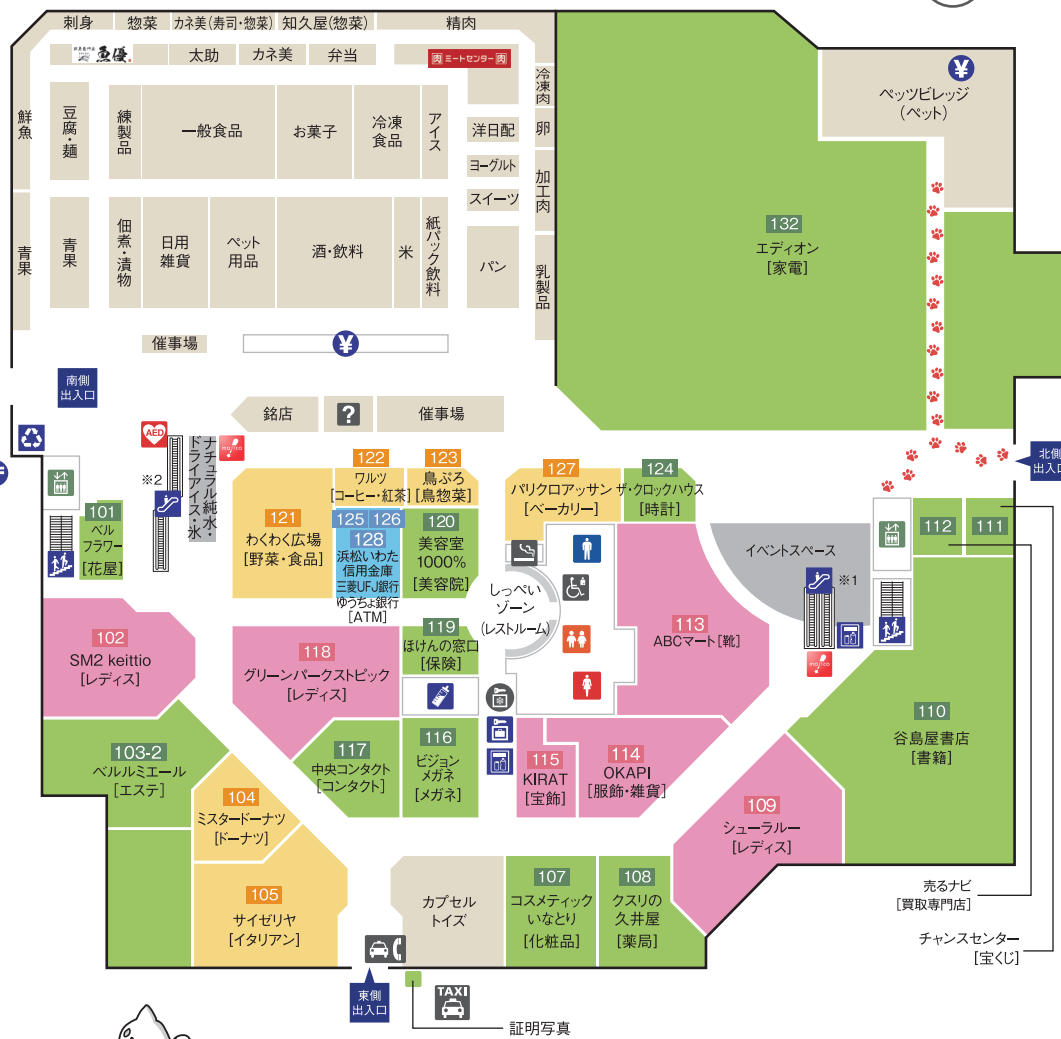 刺身
惣菜
カネ美(寿司・惣菜)
知久屋(惣菜)
精肉
魚優
太助
カネ美
弁当
肉ミートセンター肉
冷凍肉
鮮魚
豆腐・麺
練製品
一般食品
お菓子
冷凍
食品
アイス
洋日配
卵
ヨーグルト
加工肉
スイーツ
青果
青果
佃煮・漬物
日用
雑貨
ペット
用品
酒・飲料
米
紙パック飲料
パン
乳製品
催事場
¥
¥
ペッツビレッジ
(ペット)
132
エディオン
[家電]
南側
出入口
銘店
?
催事場
AED
※2
mojico
ナチュラル純水・
ドライアイス・氷
¥
北側
出入口
101
ベル
フラワー
[花屋]
121
わくわく広場
[野菜・食品]
122
ワルツ
[コーヒー・紅茶]
123
鳥ぷろ
[鳥惣菜]
125
126
128
浜松いわた
信用金庫
三菱UFJ銀行
ゆうちょ銀行
[ATM]
120
美容室
1000%
[美容院]
127
パリクロアッサン
[ベーカリー]
124
ザ・クロックハウス
[時計]
しっぺい
ゾーン
(レストルーム)
イベントスペース
※1
mojico
112
111
102
SM2 keittio
[レディス]
118
グリーンパークストピック
[レディス]
119
ほけんの窓口
[保険]
113
ABCマート[靴]
110
谷島屋書店
[書籍]
103-2
ベルルミエール
[エステ]
117
中央コンタクト
[コンタクト]
116
ビジョン
メガネ
[メガネ]
115
KIRAT
[宝飾]
114
OKAPI
[服飾・雑貨]
104
ミスタードーナツ
[ドーナツ]
109
シューラルー
[レディス]
105
サイゼリヤ
[イタリアン]
カプセル
トイズ
107
コスメティック
いなとり
[化粧品]
108
クスリの
久井屋
[薬局]
売るナビ
[買取専門店]
チャンスセンター
[宝くじ]
東側
出入口
TAXI
証明写真